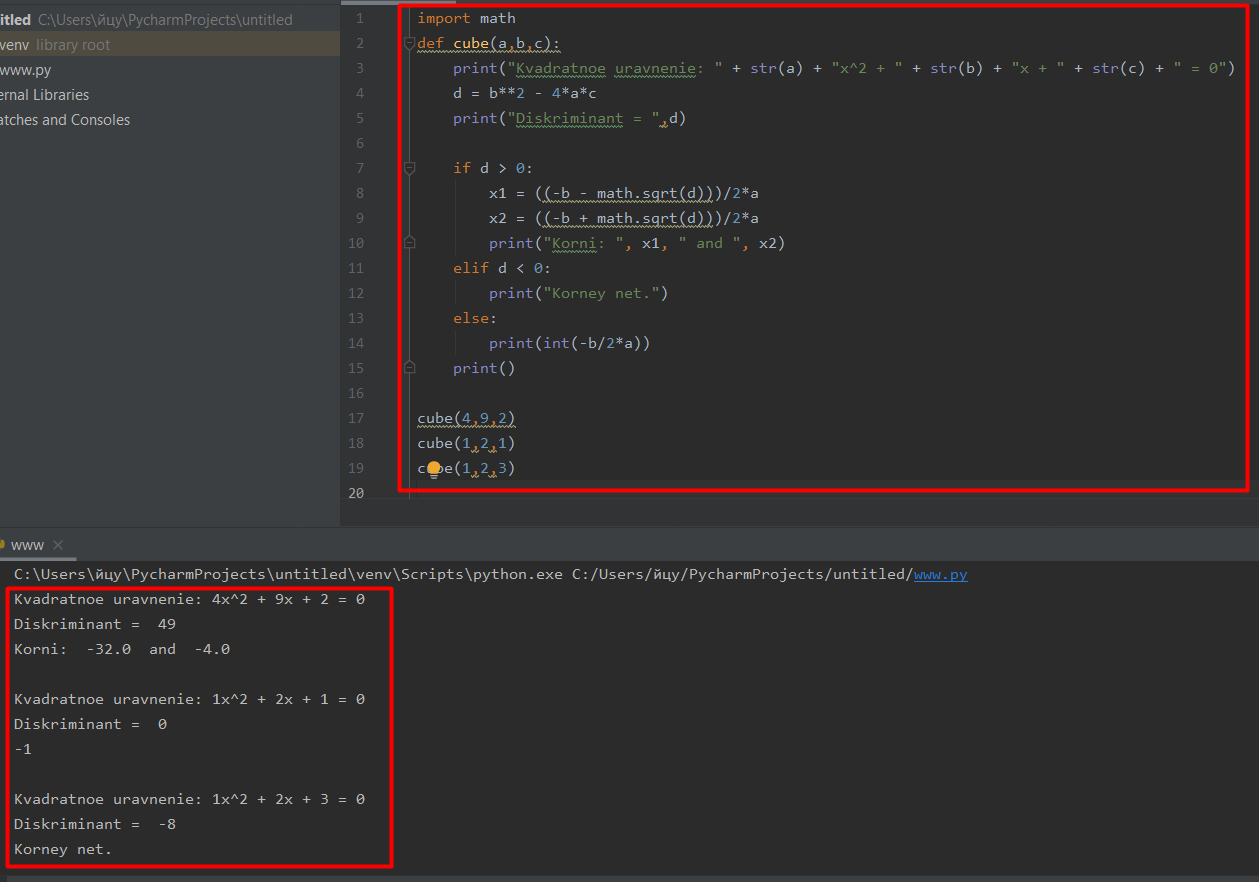 itled C:\Users\йцу\PycharmProjects\untitled
venv library root
www.py
ernal Libraries
atches and Consoles
1 import math
2 def cube(a,b,c):
3     print("Kvadratnoe uravnenie: " + str(a) + "x^2 + " + str(b) + "x + " + str(c) + " = 0")
4     d = b**2 - 4*a*c
5     print("Diskriminant = ",d)
6
7     if d > 0:
8         x1 = ((-b - math.sqrt(d)))/2*a
9         x2 = ((-b + math.sqrt(d)))/2*a
10         print("Korni: ", x1, " and ", x2)
11     elif d < 0:
12         print("Korney net.")
13     else:
14         print(int(-b/2*a))
15     print()
16
17 cube(4,9,2)
18 cube(1,2,1)
19 cube(1,2,3)
20
www
C:\Users\йцу\PycharmProjects\untitled\venv\Scripts\python.exe C:/Users/йцу/PycharmProjects/untitled/www.py
Kvadratnoe uravnenie: 4x^2 + 9x + 2 = 0
Diskriminant =  49
Korni:  -32.0  and  -4.0
Kvadratnoe uravnenie: 1x^2 + 2x + 1 = 0
Diskriminant =  0
-1
Kvadratnoe uravnenie: 1x^2 + 2x + 3 = 0
Diskriminant =  -8
Korney net.